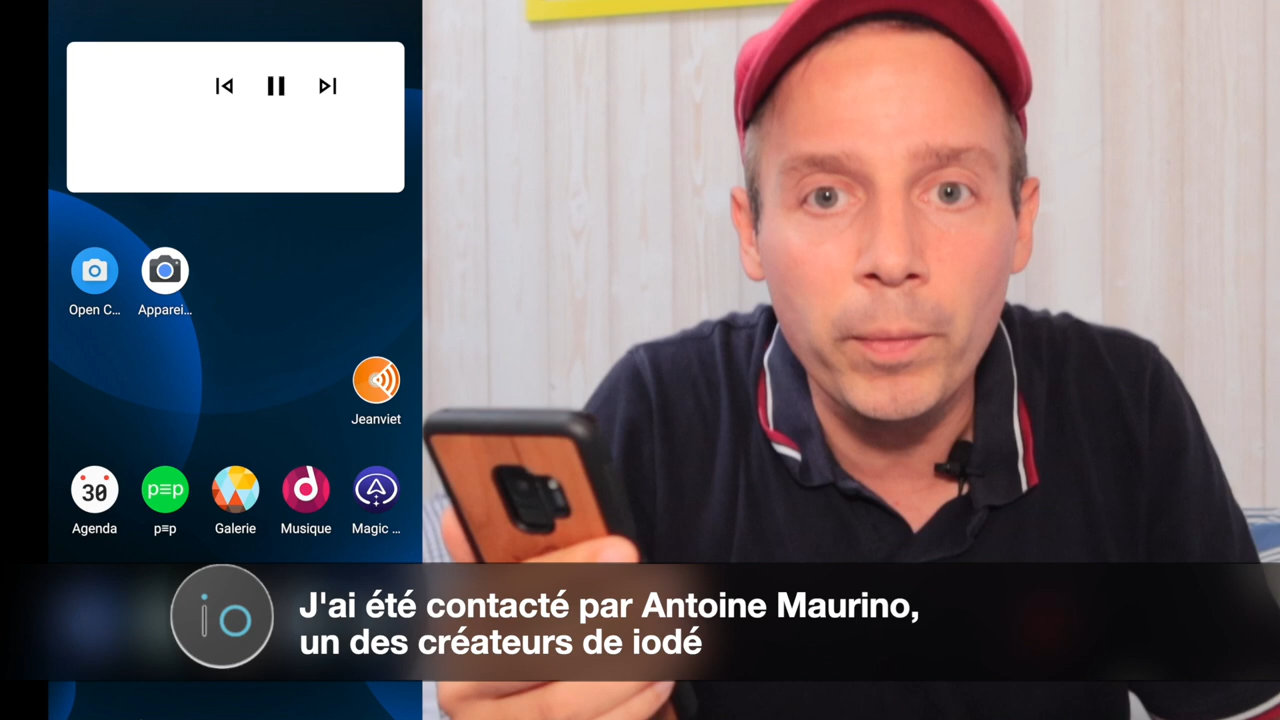 Open C...
Apparei...
Jeanviet
30
p≡p
Agenda
p≡p
Galerie
Musique
Magic ...
io
J'ai été contacté par Antoine Maurino,
un des créateurs de iodé